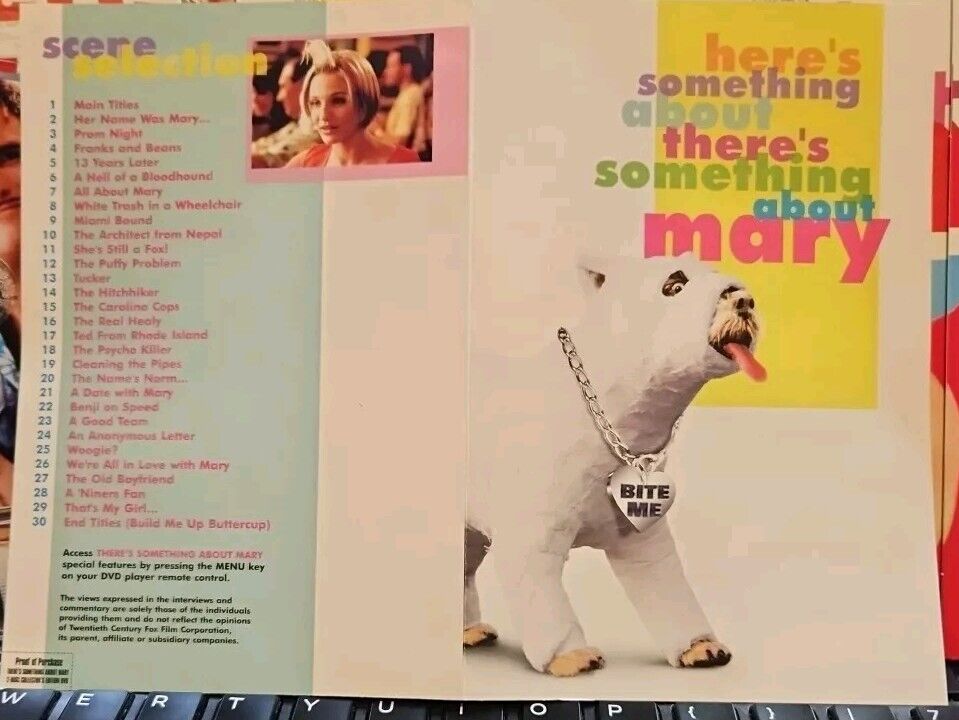 scene
selection
1 Main Titles
2 Her Name Was Mary...
3 Prom Night
4 Franks and Beans
5 13 Years Later
6 A Hell of a Bloodhound
7 All About Mary
8 White Trash in a Wheelchair
9 Miami Bound
10 The Architect from Nepal
11 She's Still a Fox!
12 The Puffy Problem
13 Tucker
14 The Hitchhiker
15 The Carolina Cops
16 The Real Healy
17 Ted From Rhode Island
18 The Psycho Killer
19 Cleaning the Pipes
20 The Name's Norm...
21 A Date with Mary
22 Benji on Speed
23 A Good Team
24 An Anonymous Letter
25 Woogie?
26 We're All in Love with Mary
27 The Old Boyfriend
28 A 'Niners Fan
29 That's My Girl...
30 End Titles (Build Me Up Buttercup)
Access THERE'S SOMETHING ABOUT MARY
special features by pressing the MENU key
on your DVD player remote control.
The views expressed in the interviews and
commentary are solely those of the individuals
providing them and do not reflect the opinions
of Twentieth Century Fox Film Corporation,
its parent, affiliate or subsidiary companies.
Proof of Purchase
THERE'S SOMETHING ABOUT MARY
2-DISC COLLECTOR'S EDITION DVD
here's
something
about
there's
something
about
mary
BITE
ME
W E R T Y U I O P { }